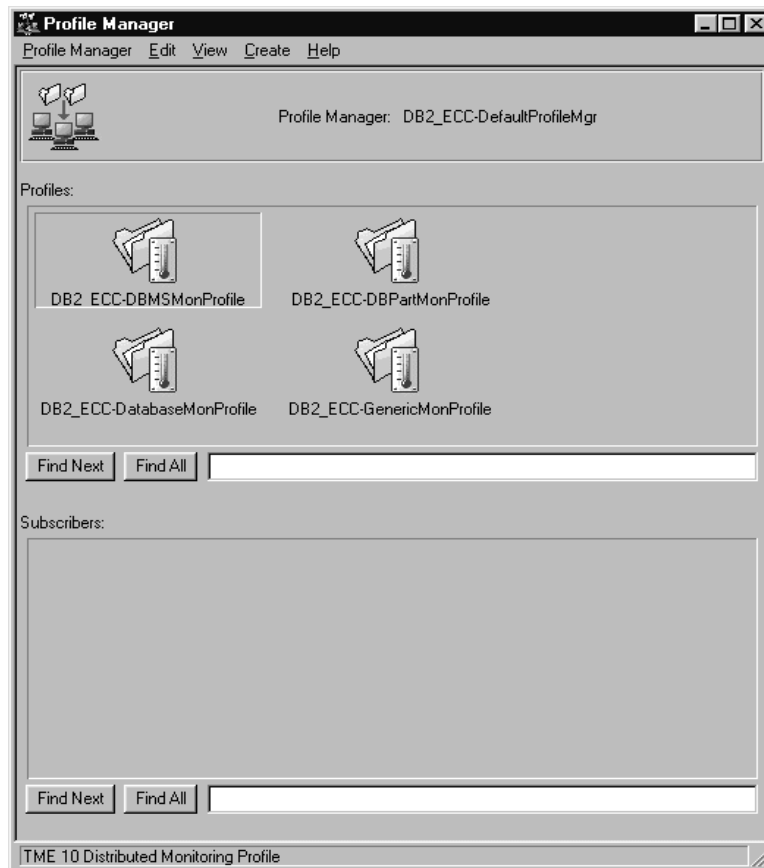 Profile Manager
Profile Manager Edit View Create Help
Profile Manager: DB2_ECC-DefaultProfileMgr
Profiles:
DB2_ECC-DBMSMonProfile DB2_ECC-DBPartMonProfile
DB2_ECC-DatabaseMonProfile DB2_ECC-GenericMonProfile
Find Next Find All
Subscribers:
Find Next Find All
TME 10 Distributed Monitoring Profile